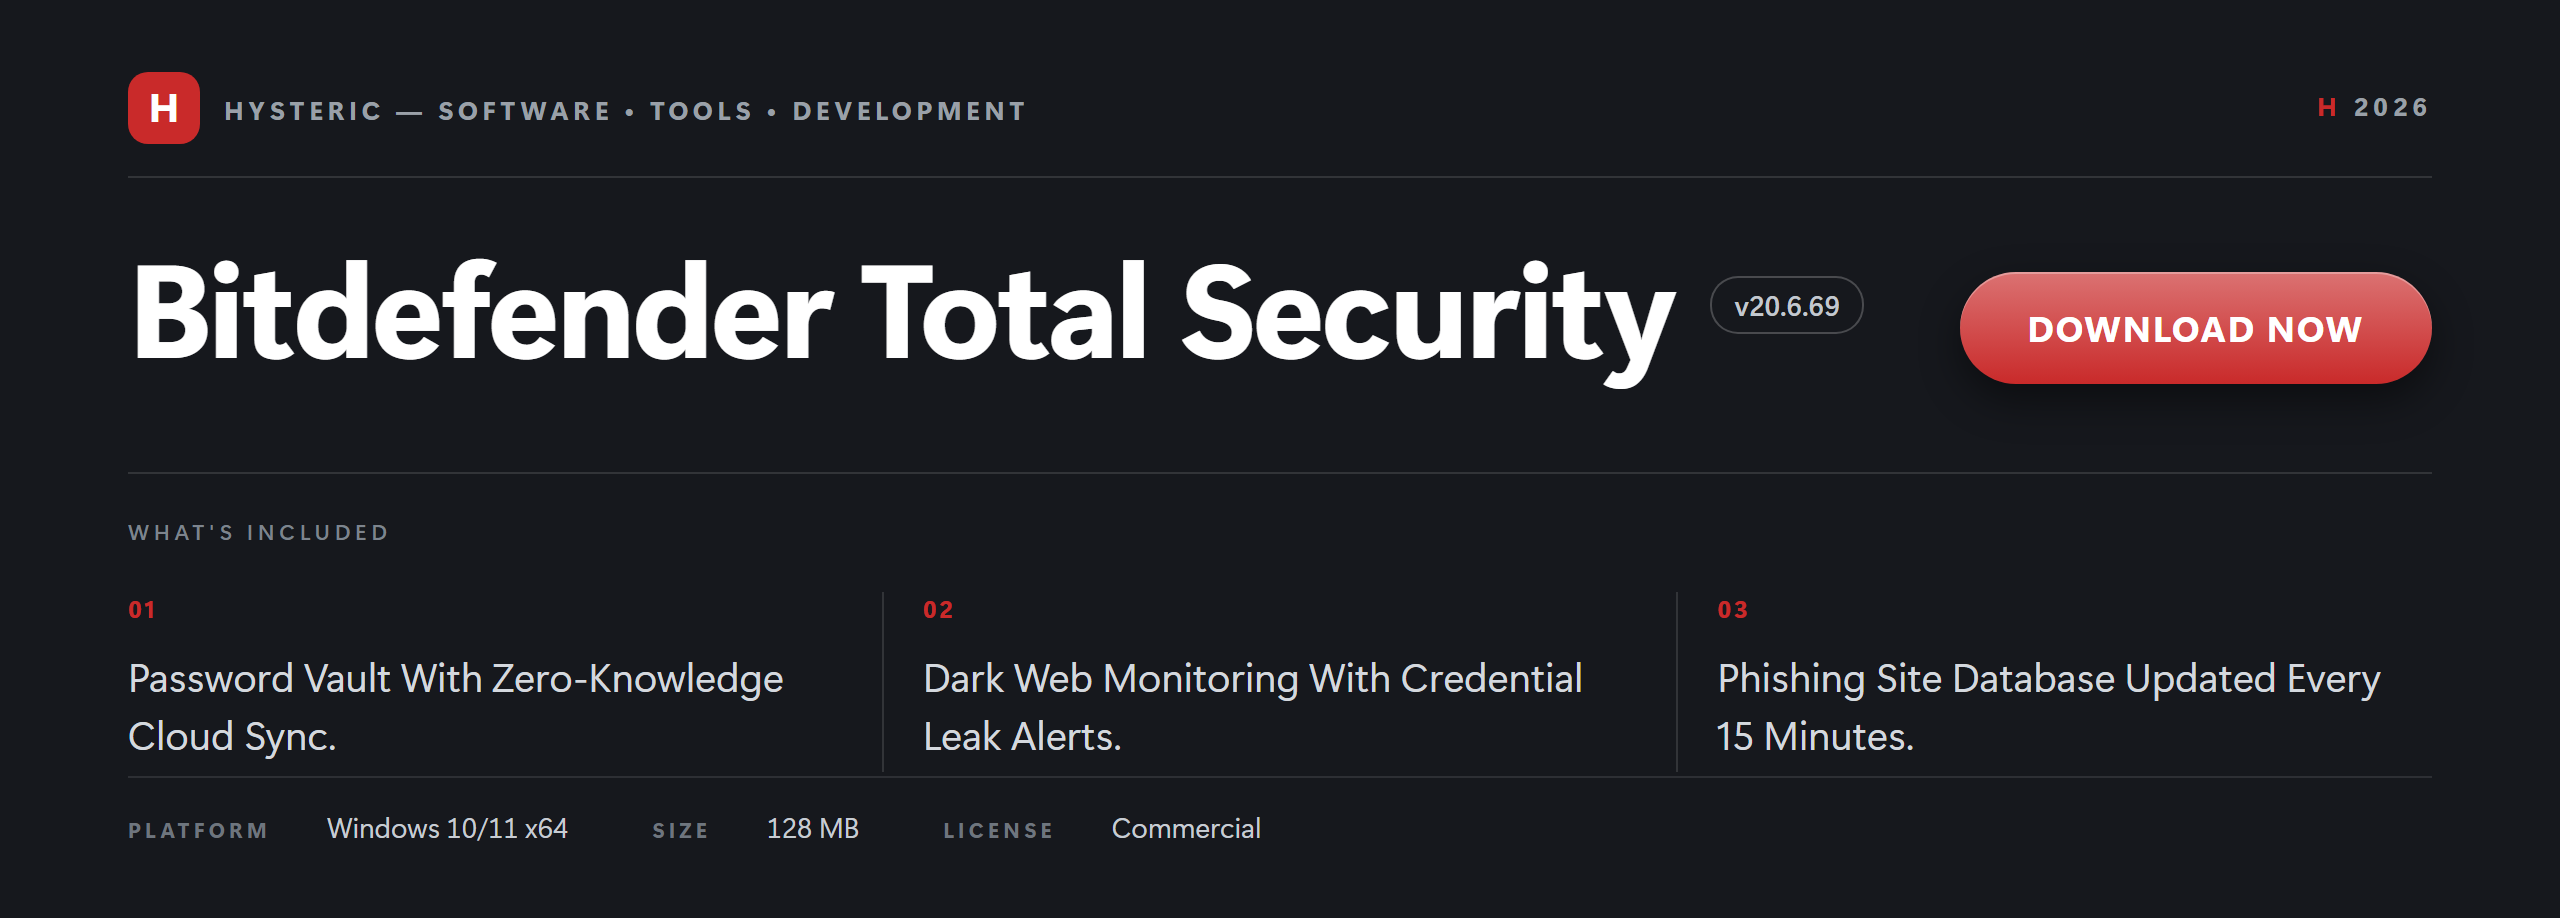 H HYSTERIC — SOFTWARE • TOOLS • DEVELOPMENT
H 2026
Bitdefender Total Security v20.6.69
DOWNLOAD NOW
WHAT'S INCLUDED
01
Password Vault With Zero-Knowledge
Cloud Sync.
02
Dark Web Monitoring With Credential
Leak Alerts.
03
Phishing Site Database Updated Every
15 Minutes.
PLATFORM Windows 10/11 x64 SIZE 128 MB LICENSE Commercial